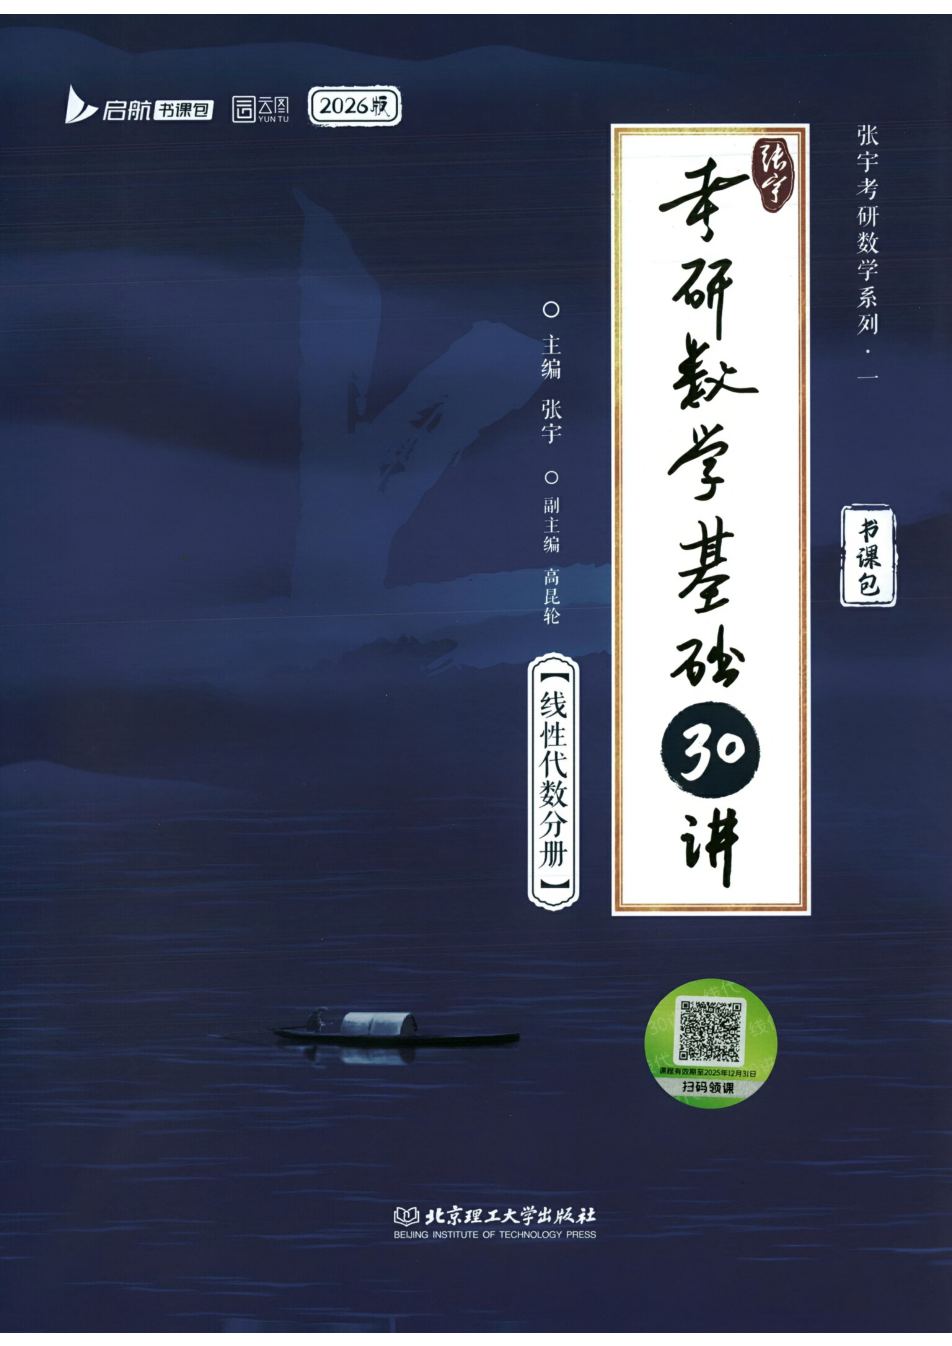 启航 书课包
云图
YUN TU
2026版
张宇考研数学系列·一
张宇
考研数学基础30讲
书课包
主编 张宇
副主编 高昆轮
【线性代数分册】
课程有效期至2025年12月31日
扫码领课
北京理工大学出版社
BEIJING INSTITUTE OF TECHNOLOGY PRESS